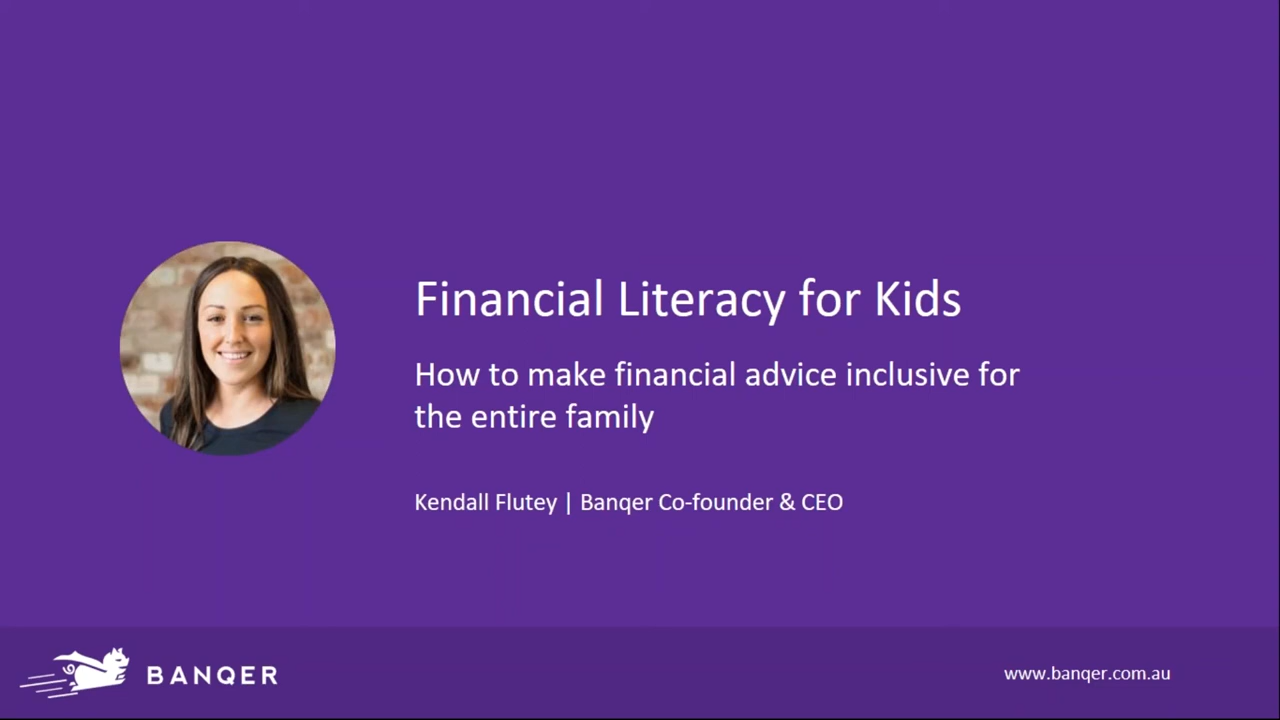 Financial Literacy for Kids
How to make financial advice inclusive for
the entire family
Kendall Flutey | Banqer Co-founder & CEO
BANQER
www.banqer.com.au